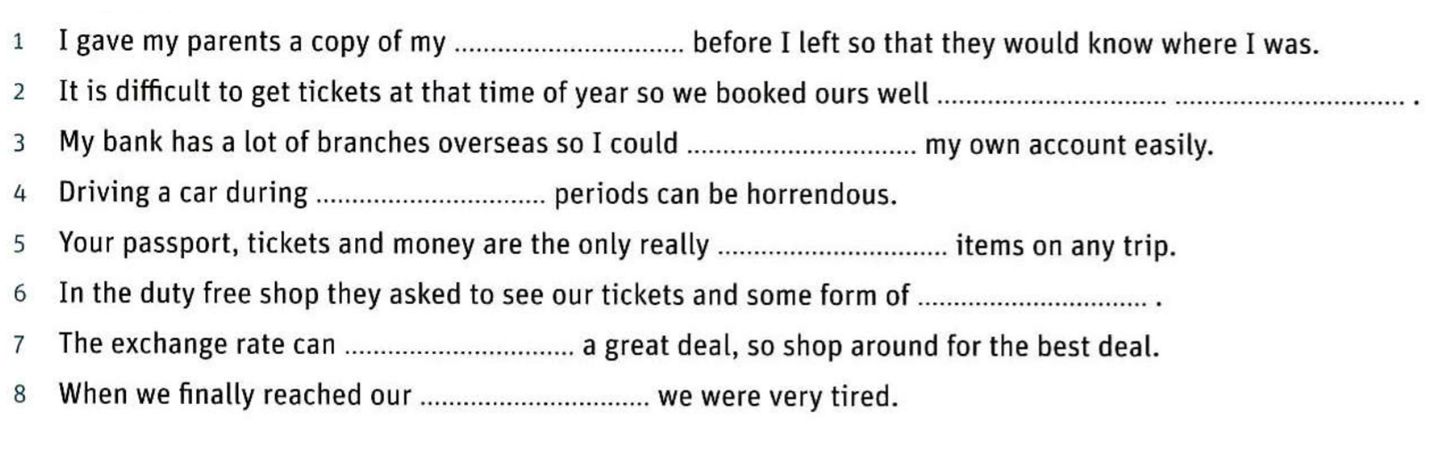 1 I gave my parents a copy of my .............................. before I left so that they would know where I was.
2 It is difficult to get tickets at that time of year so we booked ours well .............................. .............................. .
3 My bank has a lot of branches overseas so I could .............................. my own account easily.
4 Driving a car during .............................. periods can be horrendous.
5 Your passport, tickets and money are the only really .............................. items on any trip.
6 In the duty free shop they asked to see our tickets and some form of .............................. .
7 The exchange rate can .............................. a great deal, so shop around for the best deal.
8 When we finally reached our .............................. we were very tired.